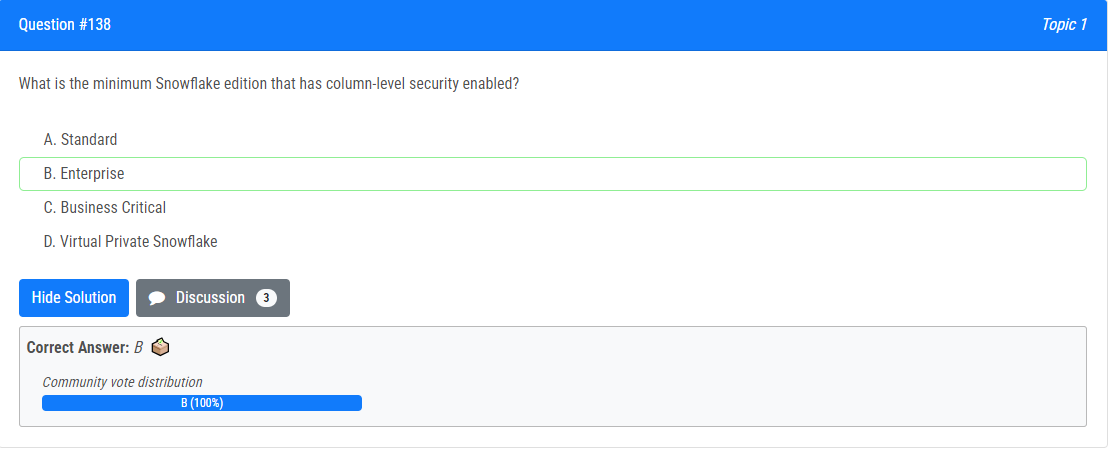 Question #138
Topic 1
What is the minimum Snowflake edition that has column-level security enabled?
A. Standard
B. Enterprise
C. Business Critical
D. Virtual Private Snowflake
Hide Solution
Discussion 3
Correct Answer: B
Community vote distribution
B (100%)